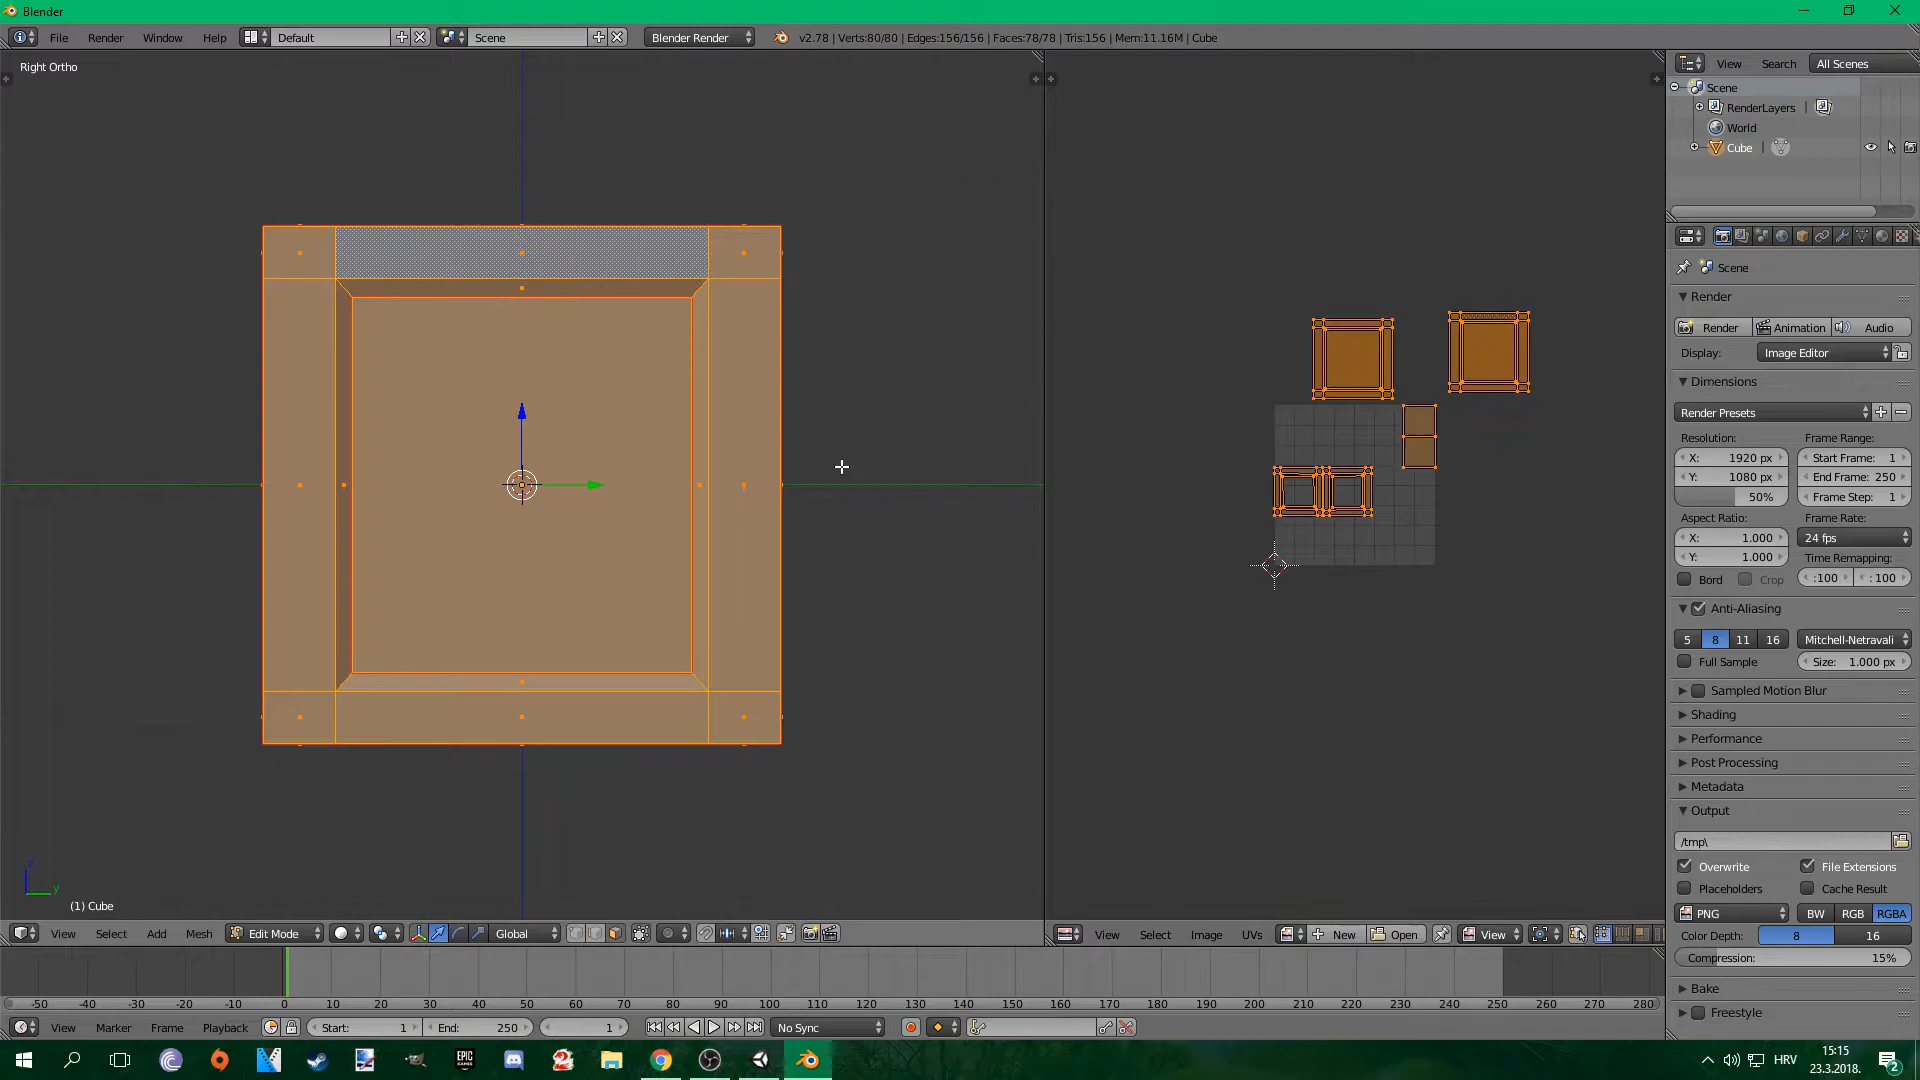 Blender
File Render Window Help Default Scene Blender Render v2.78 | Verts:80/80 | Edges:156/156 | Faces:78/78 | Tris:156 | Mem:11.16M | Cube
Right Ortho
View Search All Scenes
Scene
RenderLayers |
World
Cube |
Scene
Render
Render Animation Audio
Display: Image Editor
Dimensions
Render Presets
Resolution: Frame Range:
X: 1920 px Start Frame: 1
Y: 1080 px End Frame: 250
50% Frame Step: 1
Aspect Ratio: Frame Rate:
X: 1.000 24 fps
Y: 1.000 Time Remapping:
Bord Crop :100 : 100
Anti-Aliasing
5 8 11 16 Mitchell-Netravali
Full Sample Size: 1.000 px
Sampled Motion Blur
Shading
Performance
Post Processing
Metadata
Output
/tmp\
Overwrite File Extensions
Placeholders Cache Result
PNG BW RGB RGBA
Color Depth: 8 16
Compression: 15%
Bake
Freestyle
z
y
(1) Cube
View Select Add Mesh Edit Mode Global
View Select Image UVs New Open View
-50 -40 -30 -20 -10 0 10 20 30 40 50 60 70 80 90 100 110 120 130 140 150 160 170 180 190 200 210 220 230 240 250 260 270 280
View Marker Frame Playback Start: 1 End: 250 1 No Sync
EPIC GAMES
HRV
15:15
23.3.2018.
2